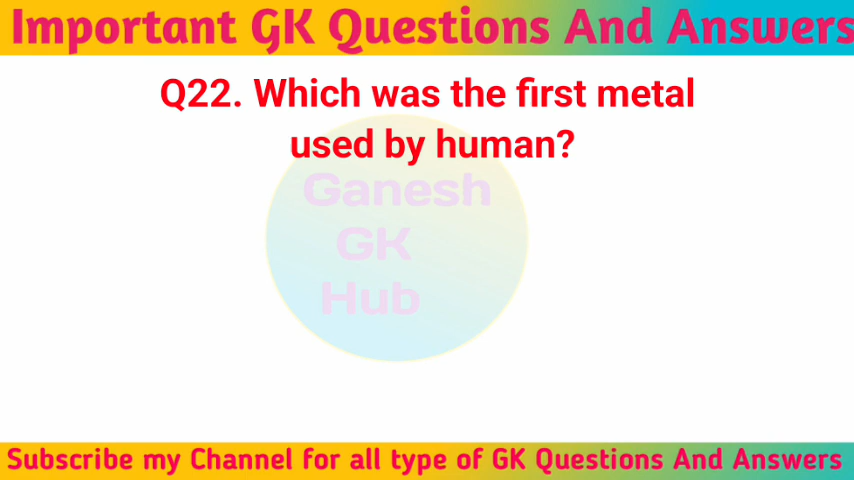 Important GK Questions And Answers
Q22. Which was the first metal
used by human?
Ganesh
GK
Hub
Subscribe my Channel for all type of GK Questions And Answers